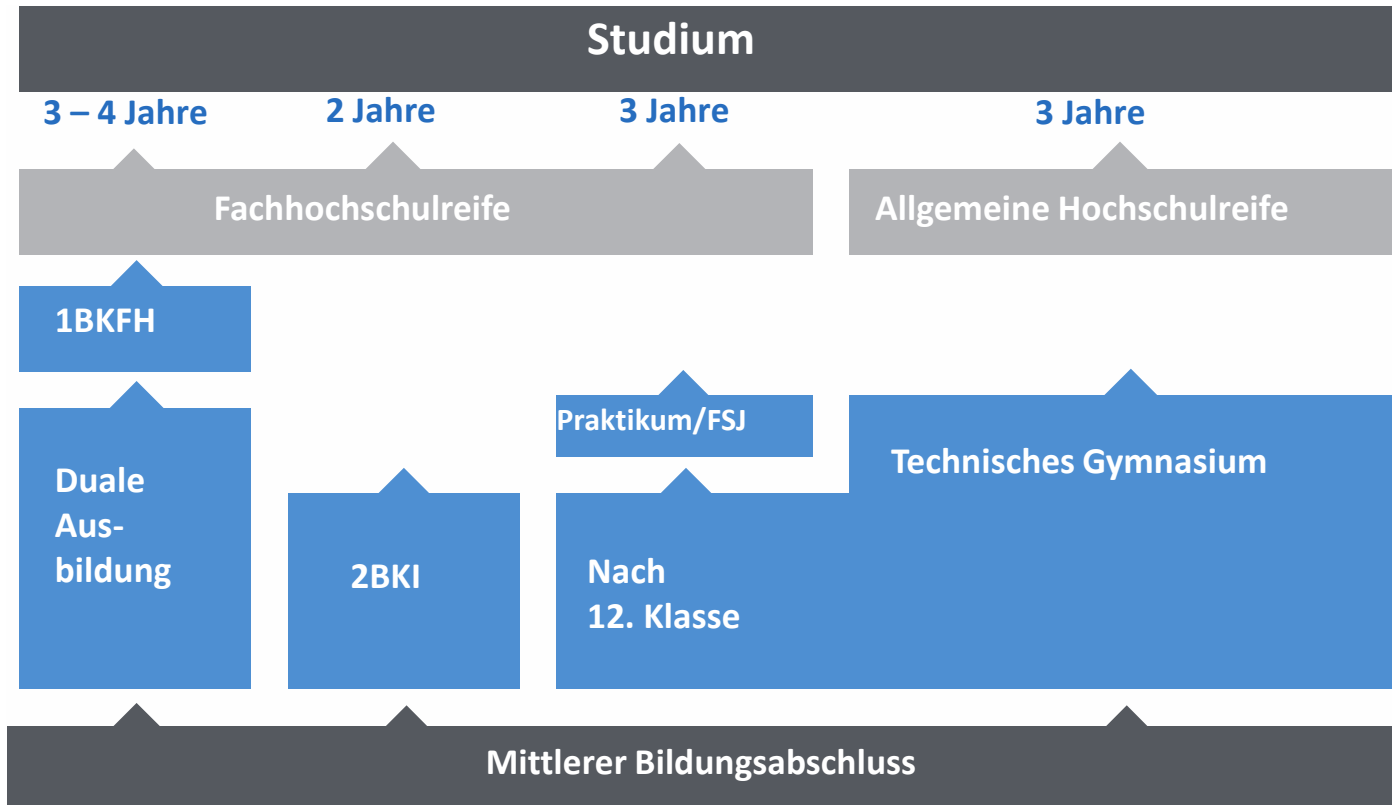 Studium
3 – 4 Jahre
2 Jahre
3 Jahre
3 Jahre
Fachhochschulreife
Allgemeine Hochschulreife
1BKFH
Praktikum/FSJ
Technisches Gymnasium
Duale
Aus-
bildung
2BKI
Nach
12. Klasse
Mittlerer Bildungsabschluss